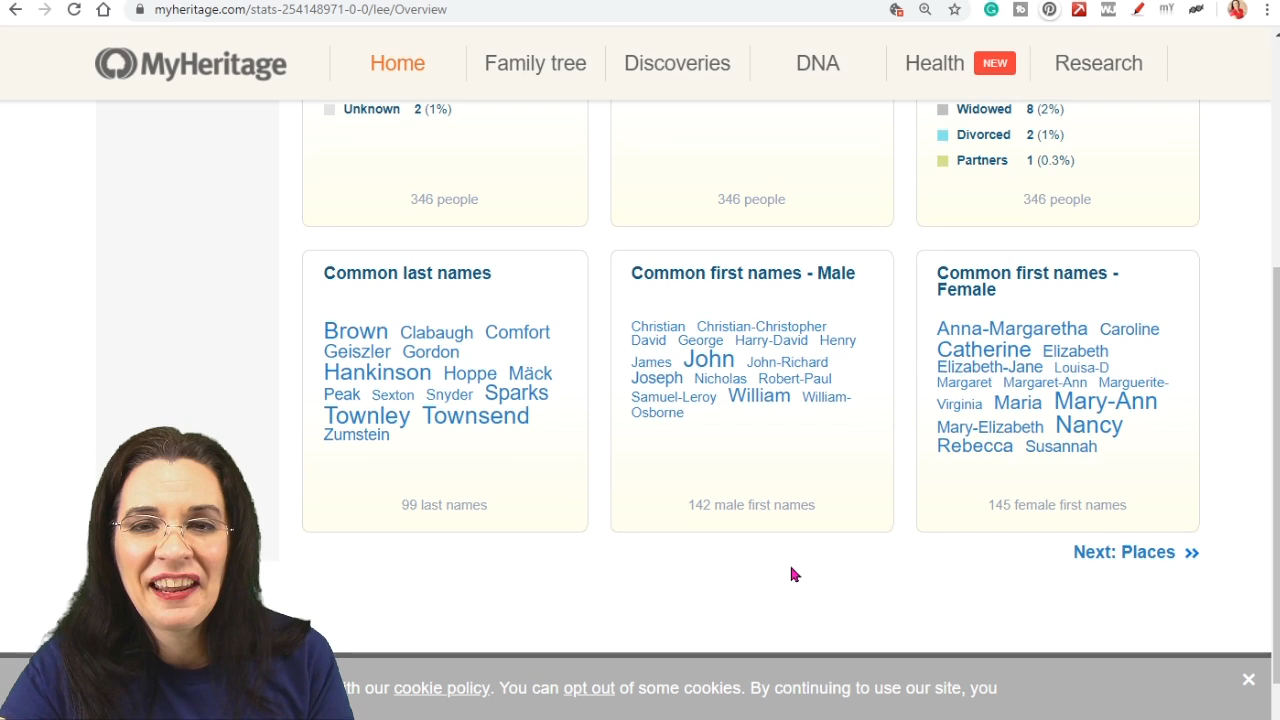 myheritage.com/stats-254148971-0-0/lee/Overview
MyHeritage
Home
Family tree
Discoveries
DNA
Health NEW
Research
Unknown 2 (1%)
346 people
346 people
Widowed 8 (2%)
Divorced 2 (1%)
Partners 1 (0.3%)
346 people
Common last names
Brown Clabaugh Comfort
Geiszler Gordon
Hankinson Hoppe Mäck
Peak Sexton Snyder Sparks
Townley Townsend
Zumstein
99 last names
Common first names - Male
Christian Christian-Christopher
David George Harry-David Henry
James John John-Richard
Joseph Nicholas Robert-Paul
Samuel-Leroy William William-
Osborne
142 male first names
Common first names -
Female
Anna-Margaretha Caroline
Catherine Elizabeth
Elizabeth-Jane Louisa-D
Margaret Margaret-Ann Marguerite-
Virginia Maria Mary-Ann
Mary-Elizabeth Nancy
Rebecca Susannah
145 female first names
Next: Places »
with our cookie policy. You can opt out of some cookies. By continuing to use our site, you